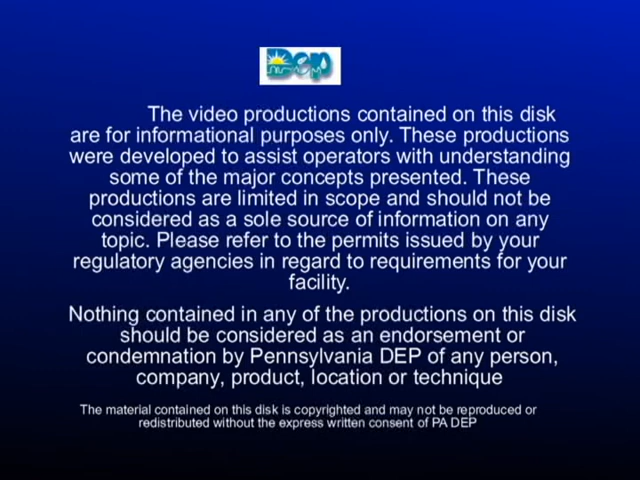 Dep
The video productions contained on this disk
are for informational purposes only. These productions
were developed to assist operators with understanding
some of the major concepts presented. These
productions are limited in scope and should not be
considered as a sole source of information on any
topic. Please refer to the permits issued by your
regulatory agencies in regard to requirements for your
facility.
Nothing contained in any of the productions on this disk
should be considered as an endorsement or
condemnation by Pennsylvania DEP of any person,
company, product, location or technique
The material contained on this disk is copyrighted and may not be reproduced or
redistributed without the express written consent of PA DEP